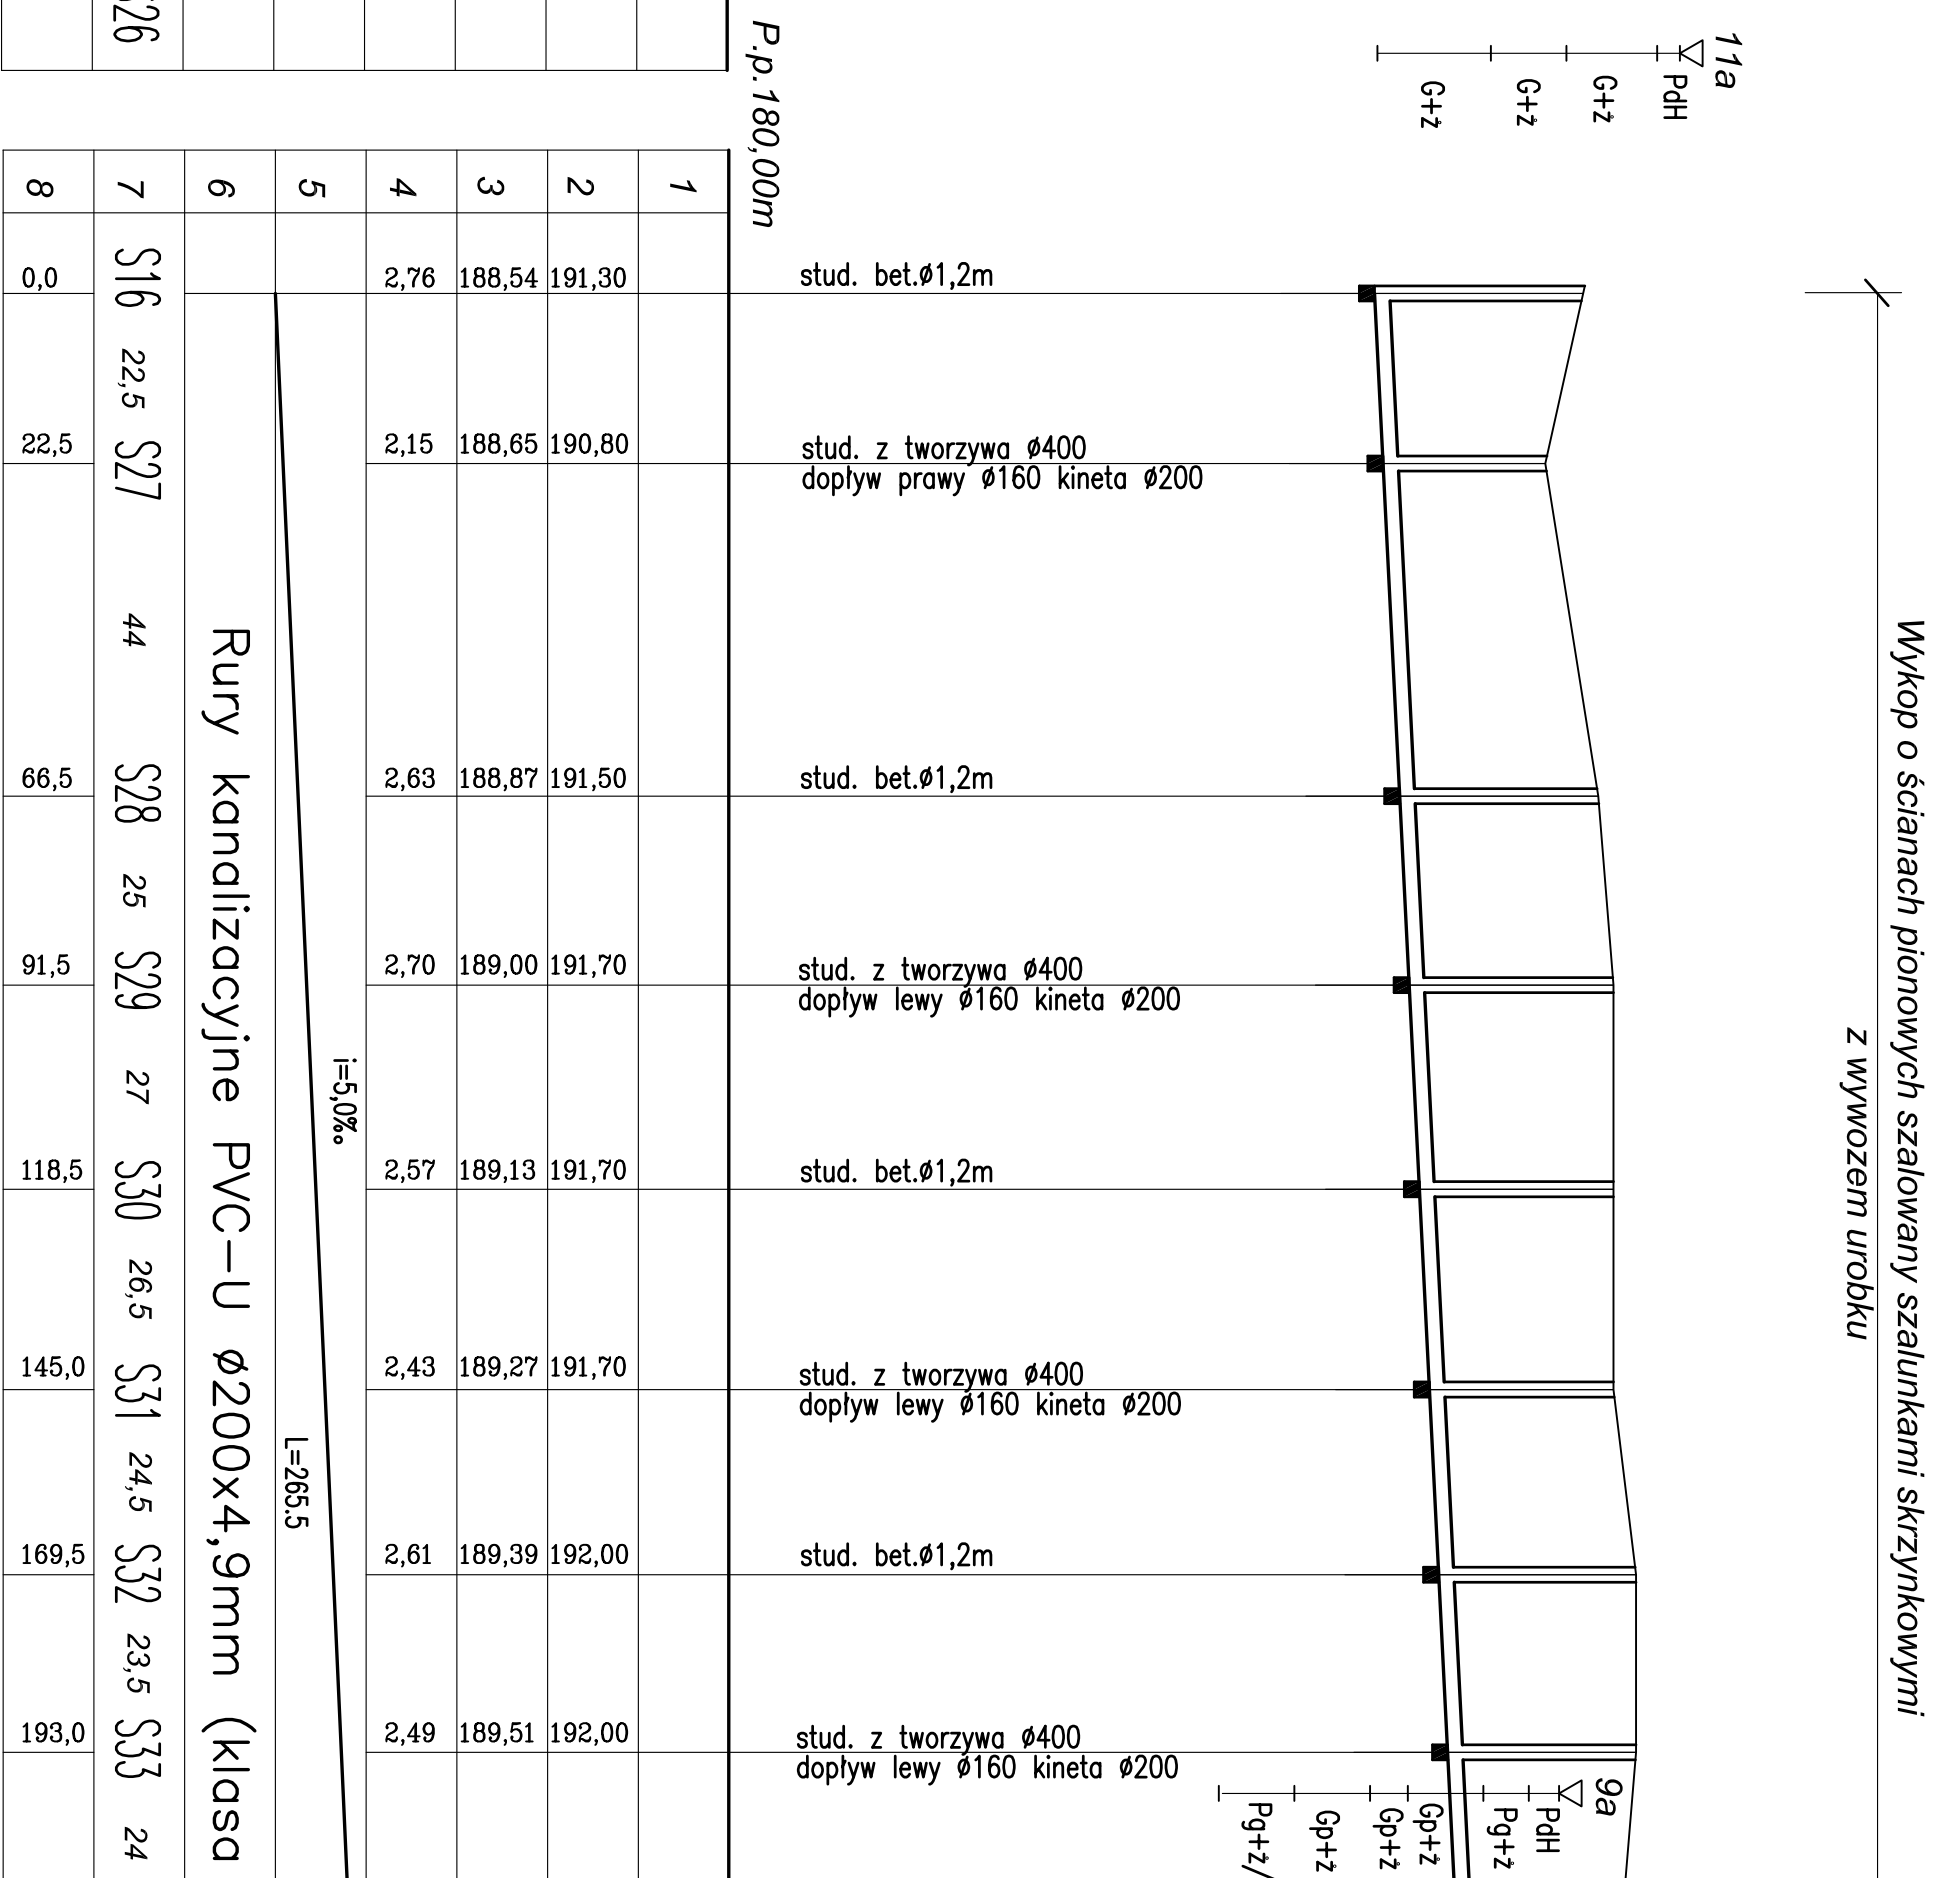 Wykop o ścianach pionowych szalowany szalunkami skrzynkowymi
z wywozem urobku
11a
PdH
G+ż
G+ż
G+ż
9a
PdH
Pg+ż
Gp+ż
Gp+ż
Gp+ż
Pg+ż/
stud. bet.ø1,2m
stud. z tworzywa ø400
dopływ prawy ø160 kineta ø200
stud. bet.ø1,2m
stud. z tworzywa ø400
dopływ lewy ø160 kineta ø200
stud. bet.ø1,2m
stud. z tworzywa ø400
dopływ lewy ø160 kineta ø200
stud. bet.ø1,2m
stud. z tworzywa ø400
dopływ lewy ø160 kineta ø200
P.p.180,00m
1
2 191,30 190,80 191,50 191,70 191,70 191,70 192,00 192,00
3 188,54 188,65 188,87 189,00 189,13 189,27 189,39 189,51
4 2,76 2,15 2,63 2,70 2,57 2,43 2,61 2,49
5 i=5,0‰ L=265.5
6 Rury kanalizacyjne PVC-U ø200x4,9mm (klasa
7 S16 22,5 S27 44 S28 25 S29 27 S30 26,5 S31 24,5 S32 23,5 S33 24
8 0,0 22,5 66,5 91,5 118,5 145,0 169,5 193,0